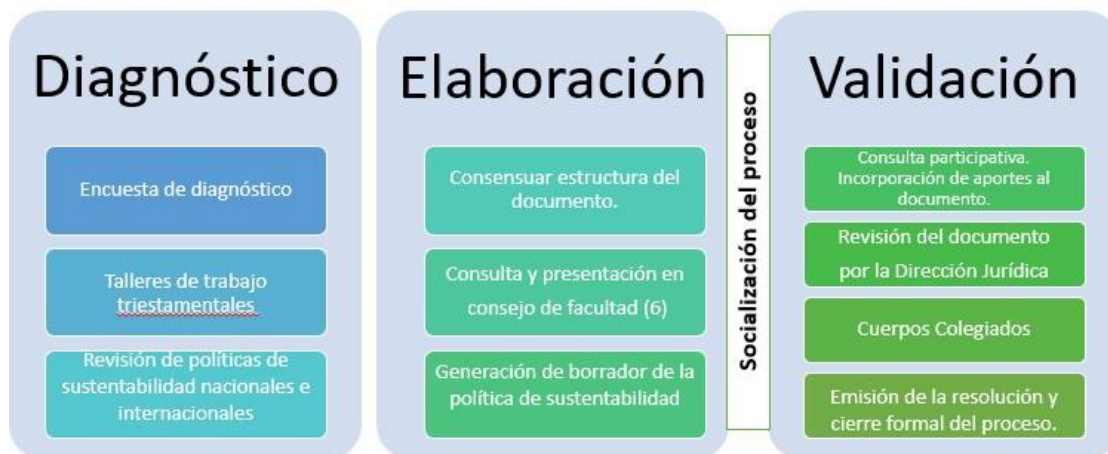 Diagnóstico
Encuesta de diagnóstico
Talleres de trabajo
triestamentales
Revisión de políticas de
sustentabilidad nacionales e
internacionales
Elaboración
Consensuar estructura del
documento.
Consulta y presentación en
consejo de facultad (6)
Generación de borrador de la
política de sustentabilidad
Socialización del proceso
Validación
Consulta participativa.
Incorporación de aportes al
documento.
Revisión del documento
por la Dirección Jurídica
Cuerpos Colegiados
Emisión de la resolución y
cierre formal del proceso.